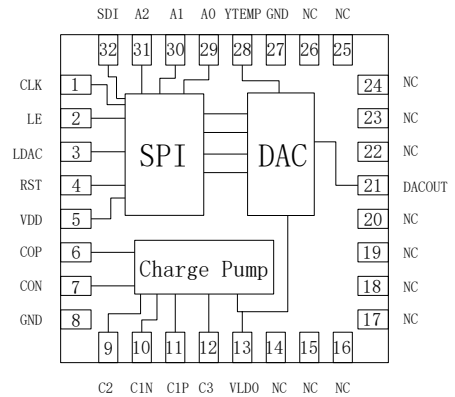 SDI A2 A1 A0 YTEMP GND NC NC
32 31 30 29 28 27 26 25
CLK 1
LE 2
LDAC 3
RST 4
VDD 5
COP 6
CON 7
GND 8
SPI
DAC
Charge Pump
24 NC
23 NC
22 NC
21 DACOUT
20 NC
19 NC
18 NC
17 NC
9 10 11 12 13 14 15 16
C2 C1N C1P C3 VLDO NC NC NC